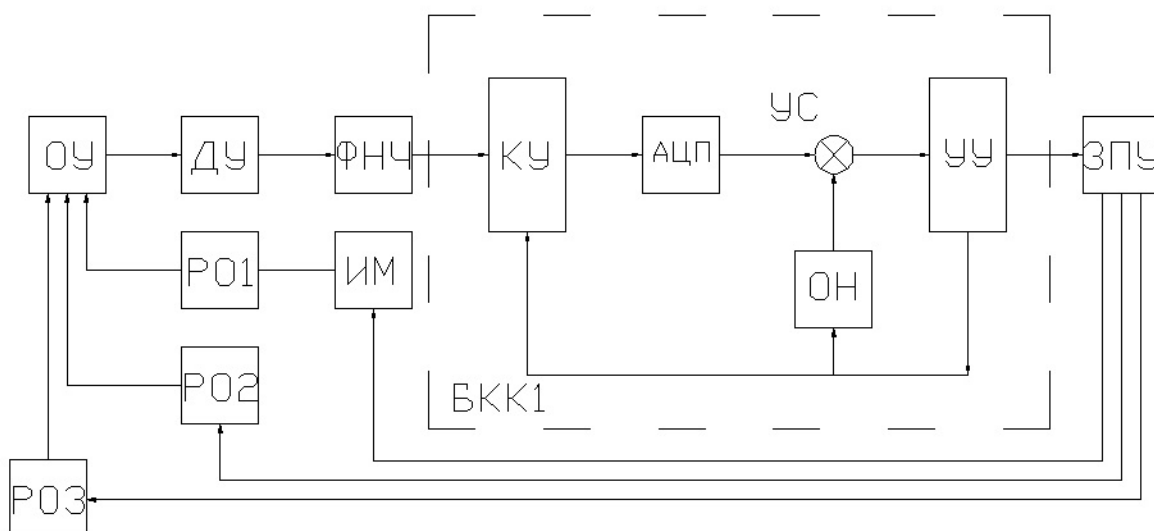 УС
ОУ ДУ ФНЧ КУ АЦП УУ ЗПУ
РО1 ИМ ОН
РО2
БКК1
РО3